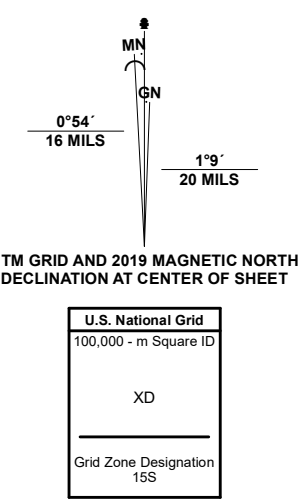 MN
GN
0°54´
16 MILS
1°9´
20 MILS
TM GRID AND 2019 MAGNETIC NORTH
DECLINATION AT CENTER OF SHEET
U.S. National Grid
100,000 - m Square ID
XD
Grid Zone Designation
15S